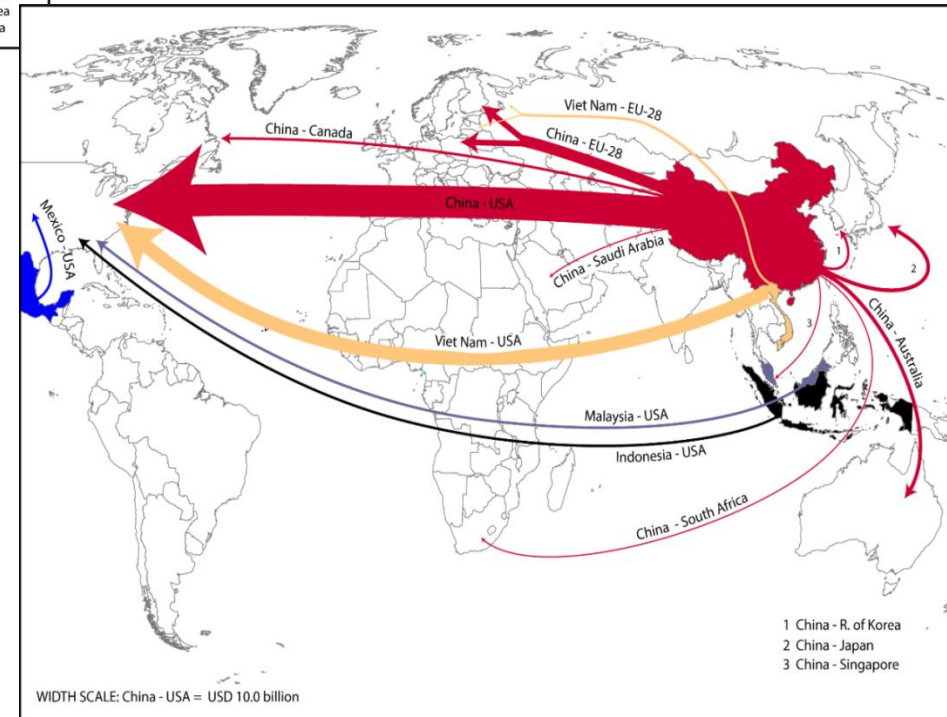 Viet Nam - EU-28
China - Canada
China - EU-28
China - USA
Mexico - USA
China - Saudi Arabia
1
2
3
China - Australia
Viet Nam - USA
Malaysia - USA
Indonesia - USA
China - South Africa
1 China - R. of Korea
2 China - Japan
3 China - Singapore
WIDTH SCALE: China - USA = USD 10.0 billion